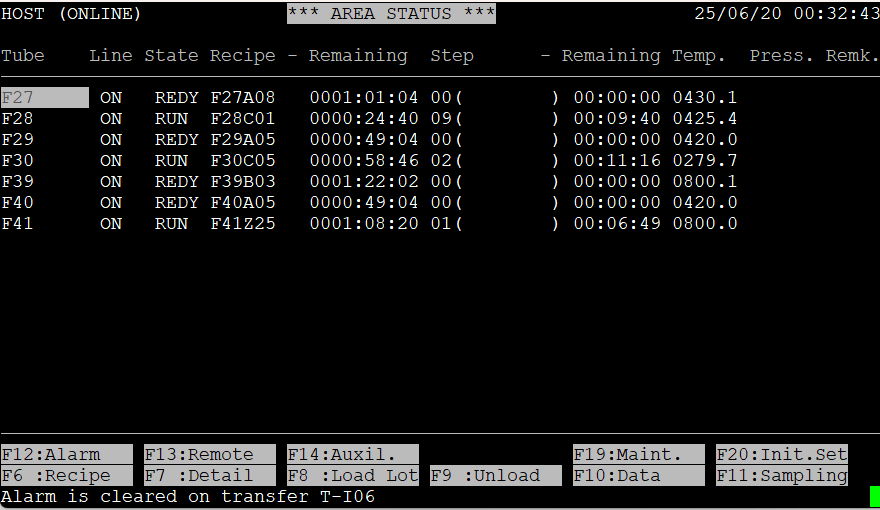 HOST (ONLINE) *** AREA STATUS *** 25/06/20 00:32:43
Tube Line State Recipe - Remaining Step - Remaining Temp. Press. Remk.
F27 ON REDY F27A08 0001:01:04 00( ) 00:00:00 0430.1
F28 ON RUN F28C01 0000:24:40 09( ) 00:09:40 0425.4
F29 ON REDY F29A05 0000:49:04 00( ) 00:00:00 0420.0
F30 ON RUN F30C05 0000:58:46 02( ) 00:11:16 0279.7
F39 ON REDY F39B03 0001:22:02 00( ) 00:00:00 0800.1
F40 ON REDY F40A05 0000:49:04 00( ) 00:00:00 0420.0
F41 ON RUN F41Z25 0001:08:20 01( ) 00:06:49 0800.0
F12:Alarm F13:Remote F14:Auxil. F19:Maint. F20:Init.Set
F6 :Recipe F7 :Detail F8 :Load Lot F9 :Unload F10:Data F11:Sampling
Alarm is cleared on transfer T-I06